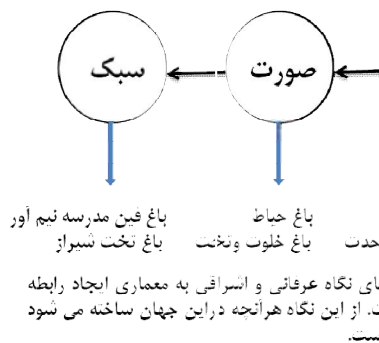 صورت
سبک
باغ حیاط
باغ فین مدرسه نیم آور
حدت
باغ خلوت وتخت
باغ تخت شیراز
ای نگاه عرفانی و اشراقی به معماری ایجاد رابطه
ت. از این نگاه هرآنچه دراین جهان ساخته می شود
ست.